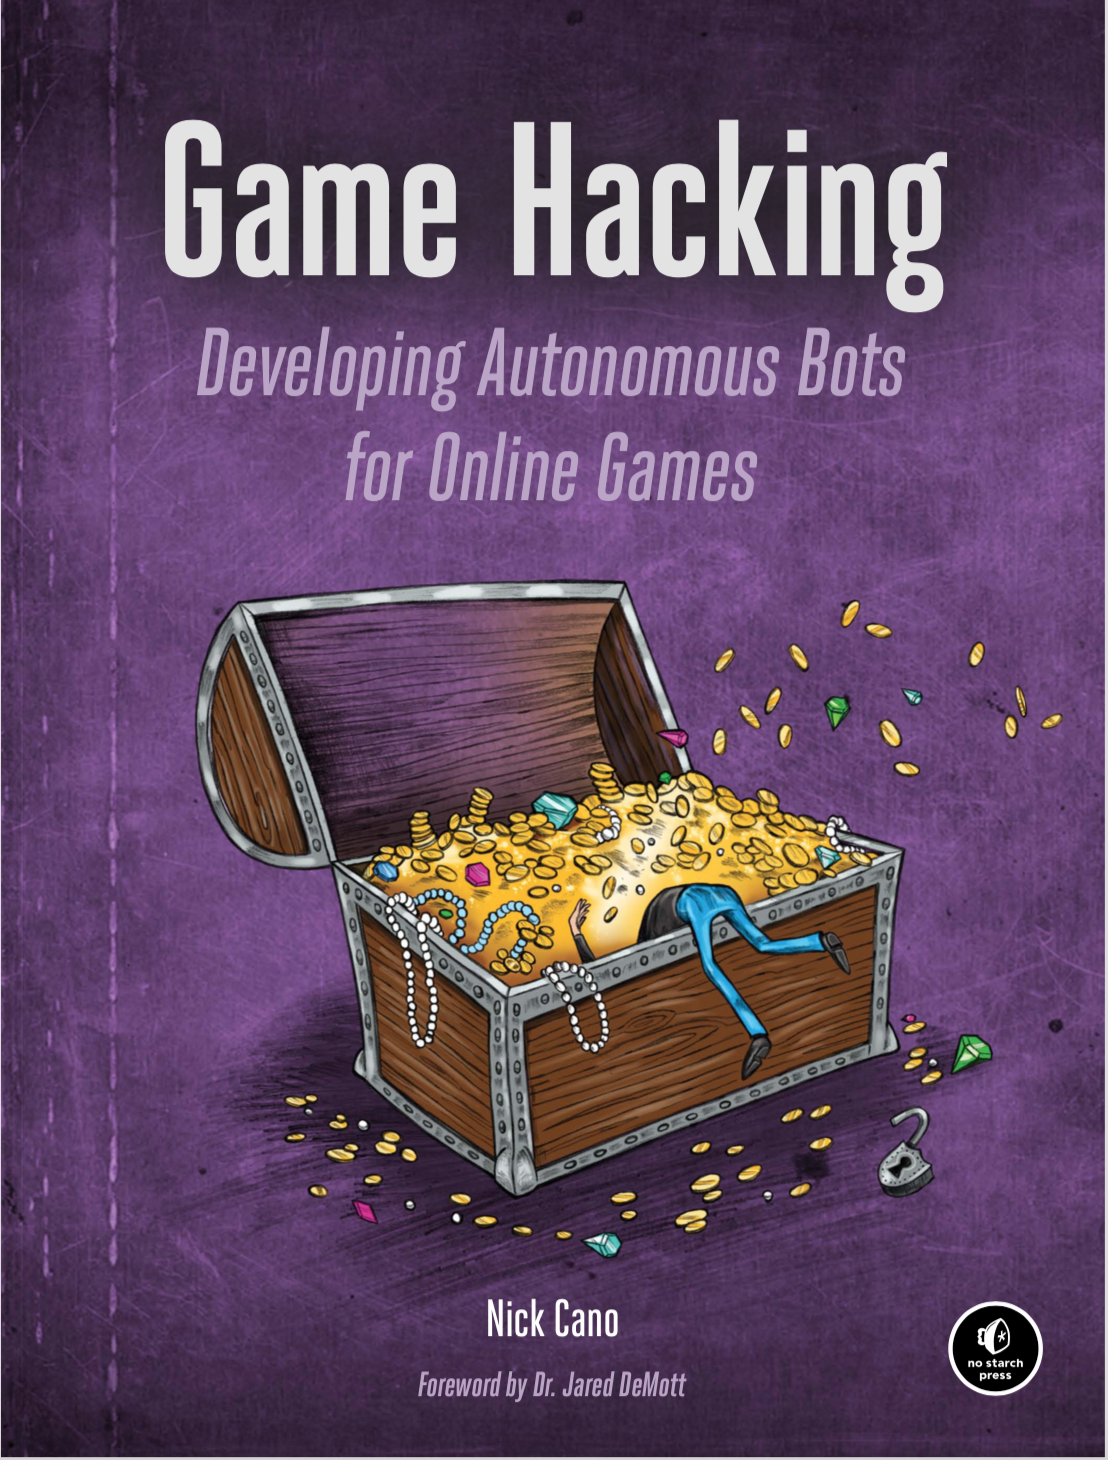 Game Hacking
Developing Autonomous Bots
for Online Games
Nick Cano
Foreword by Dr. Jared DeMott
no starch
press